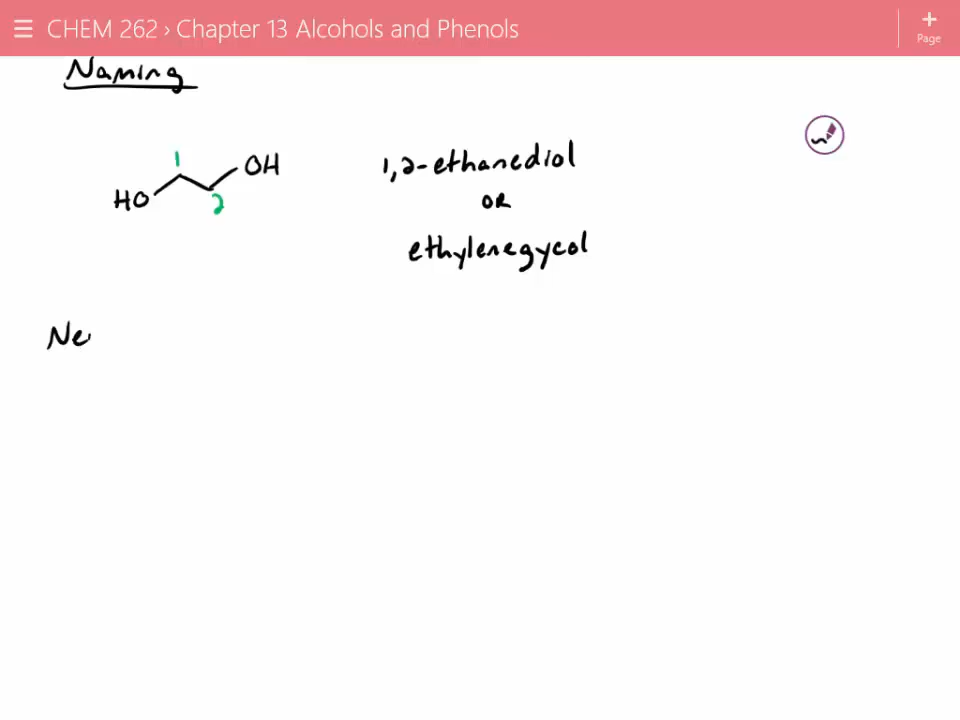 CHEM 262 › Chapter 13 Alcohols and Phenols
+
Page
Naming
1
OH
HO
2
1,2-ethanediol
OR
ethylenegycol
Ne